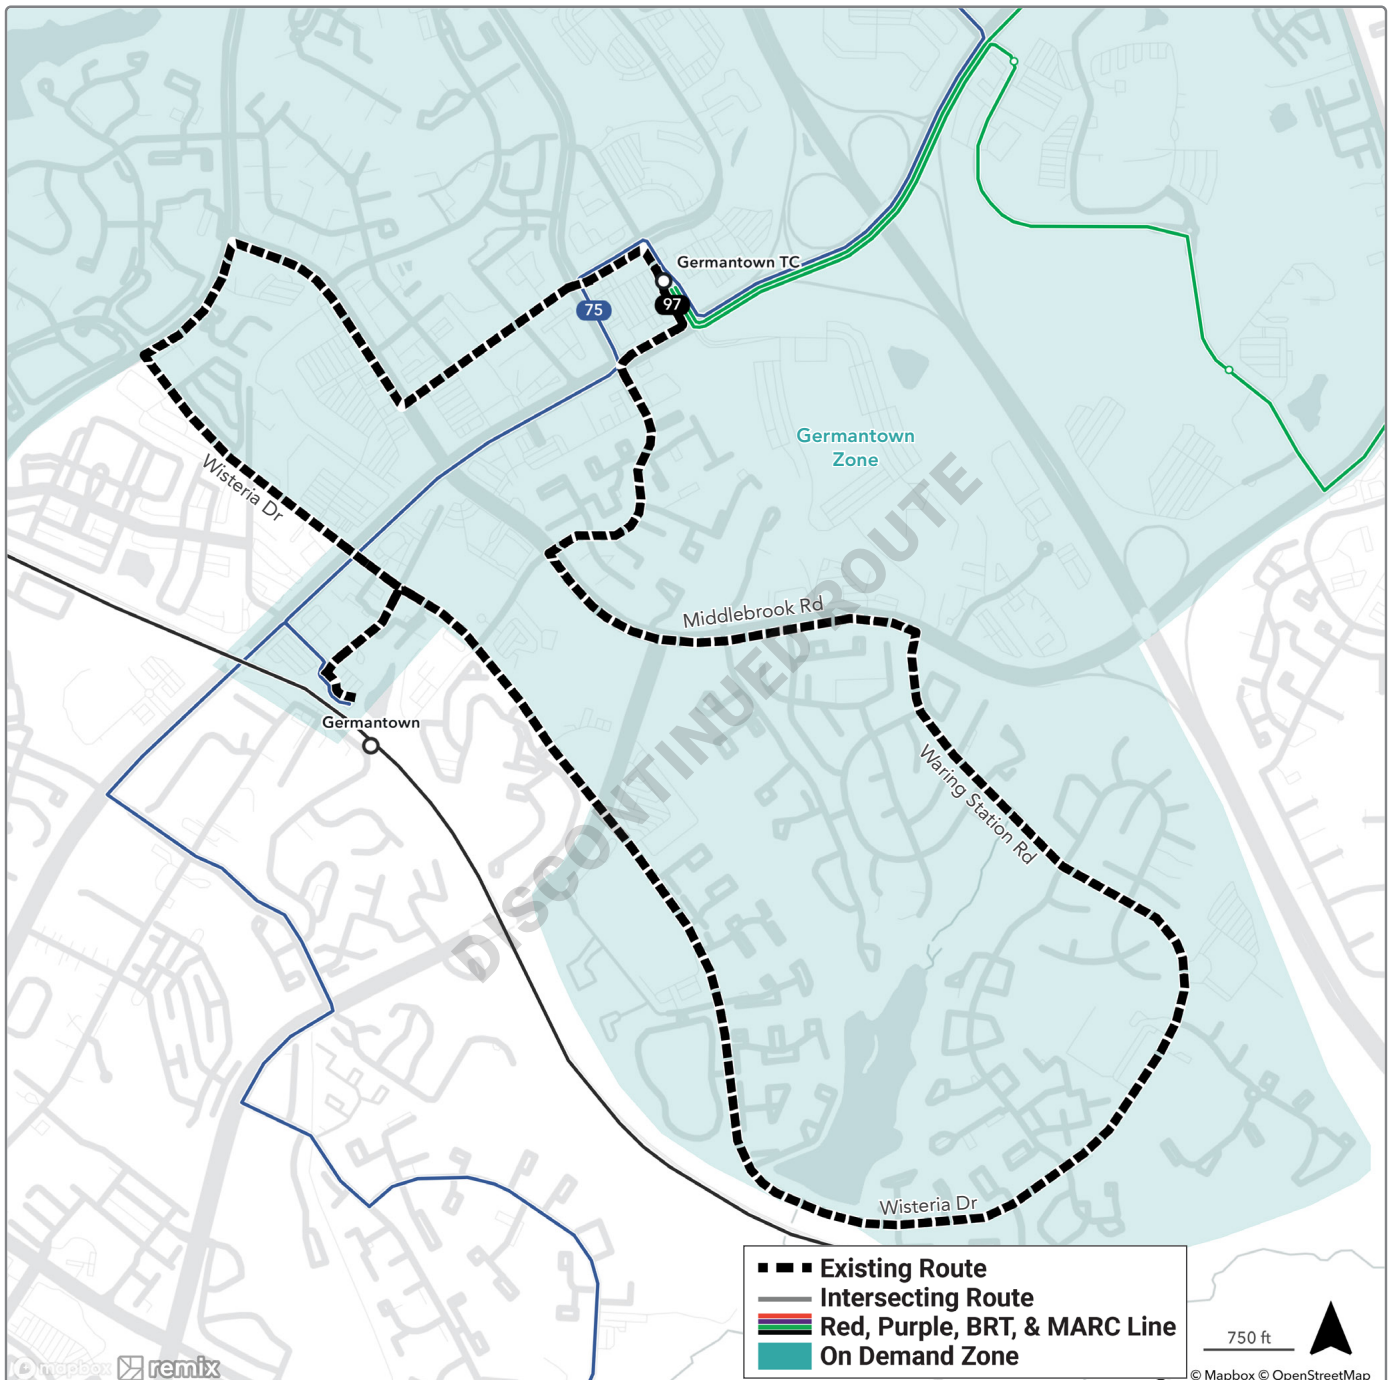 Germantown TC
97
75
Germantown
Zone
Wisteria Dr
DISCONTINUED ROUTE
Middlebrook Rd
Germantown
Waring Station Rd
Wisteria Dr
Existing Route
Intersecting Route
Red, Purple, BRT, & MARC Line
On Demand Zone
750 ft
mapbox remix
© Mapbox © OpenStreetMap